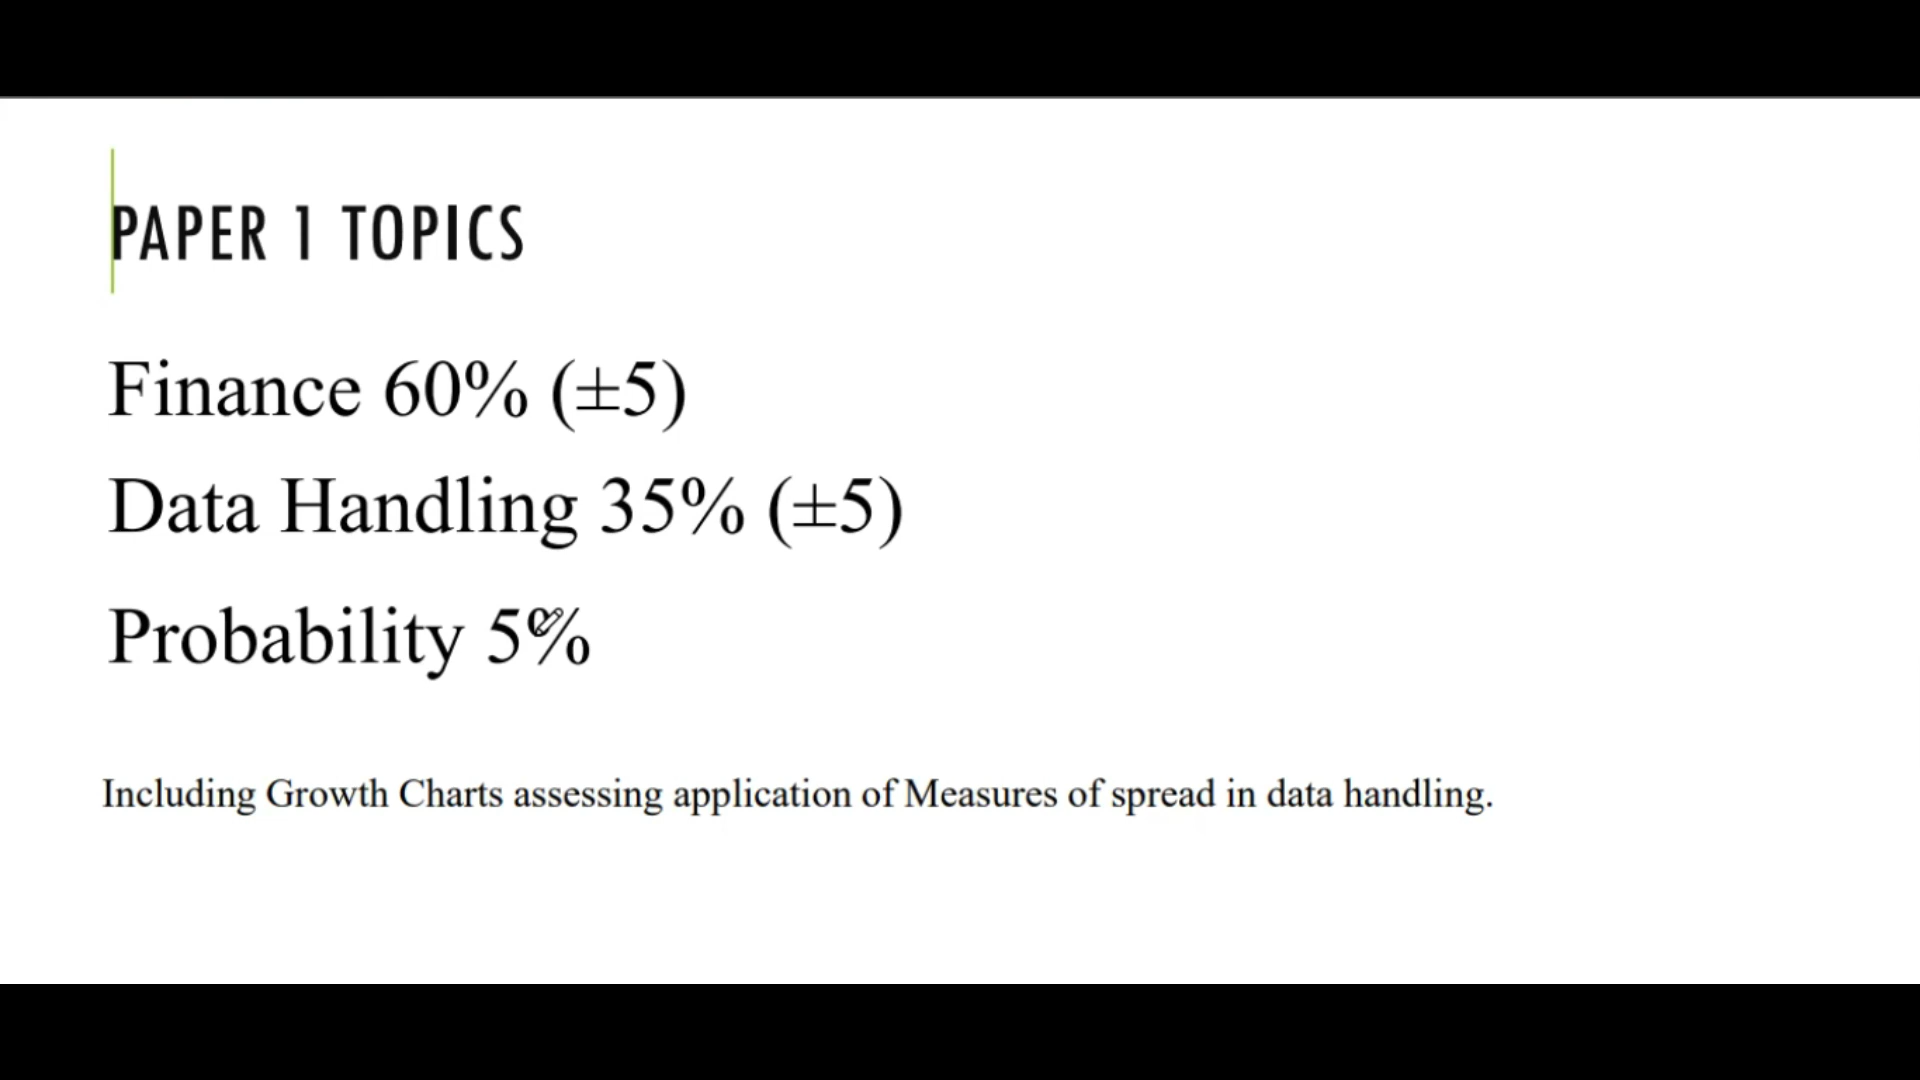 PAPER 1 TOPICS
Finance 60% (±5)
Data Handling 35% (±5)
Probability 5%
Including Growth Charts assessing application of Measures of spread in data handling.